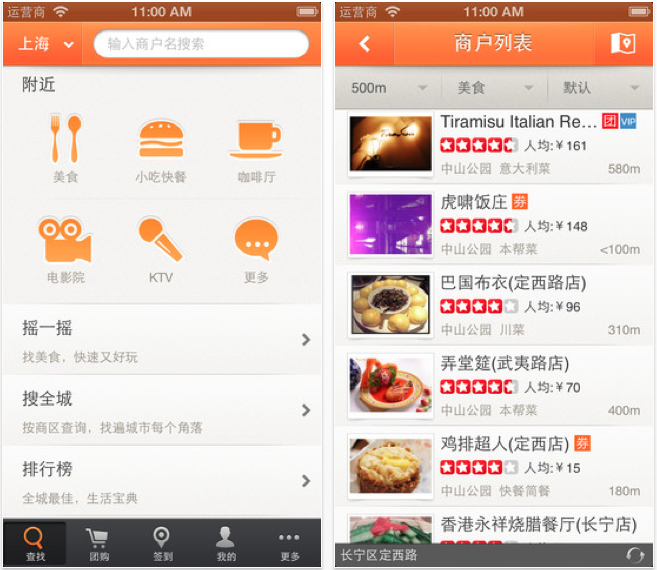 运营商 11:00 AM
上海 输入商户名搜索
附近
美食 小吃快餐 咖啡厅
电影院 KTV 更多
摇一摇
找美食，快速又好玩
搜全城
按商区查询，找遍城市每个角落
排行榜
全城最佳，生活宝典
查找 团购 签到 我的 更多
运营商 11:00 AM
商户列表
500m 美食 默认
Tiramisu Italian Re... 团 VIP
人均:¥161
中山公园 意大利菜 580m
虎啸饭庄 券
人均:¥148
中山公园 本帮菜 <100m
巴国布衣(定西路店)
人均:¥96
中山公园 川菜 310m
弄堂筵(武夷路店)
人均:¥70
中山公园 本帮菜 400m
鸡排超人(定西店) 券
人均:¥15
中山公园 快餐简餐 180m
香港永祥烧腊餐厅(长宁店)
长宁区定西路